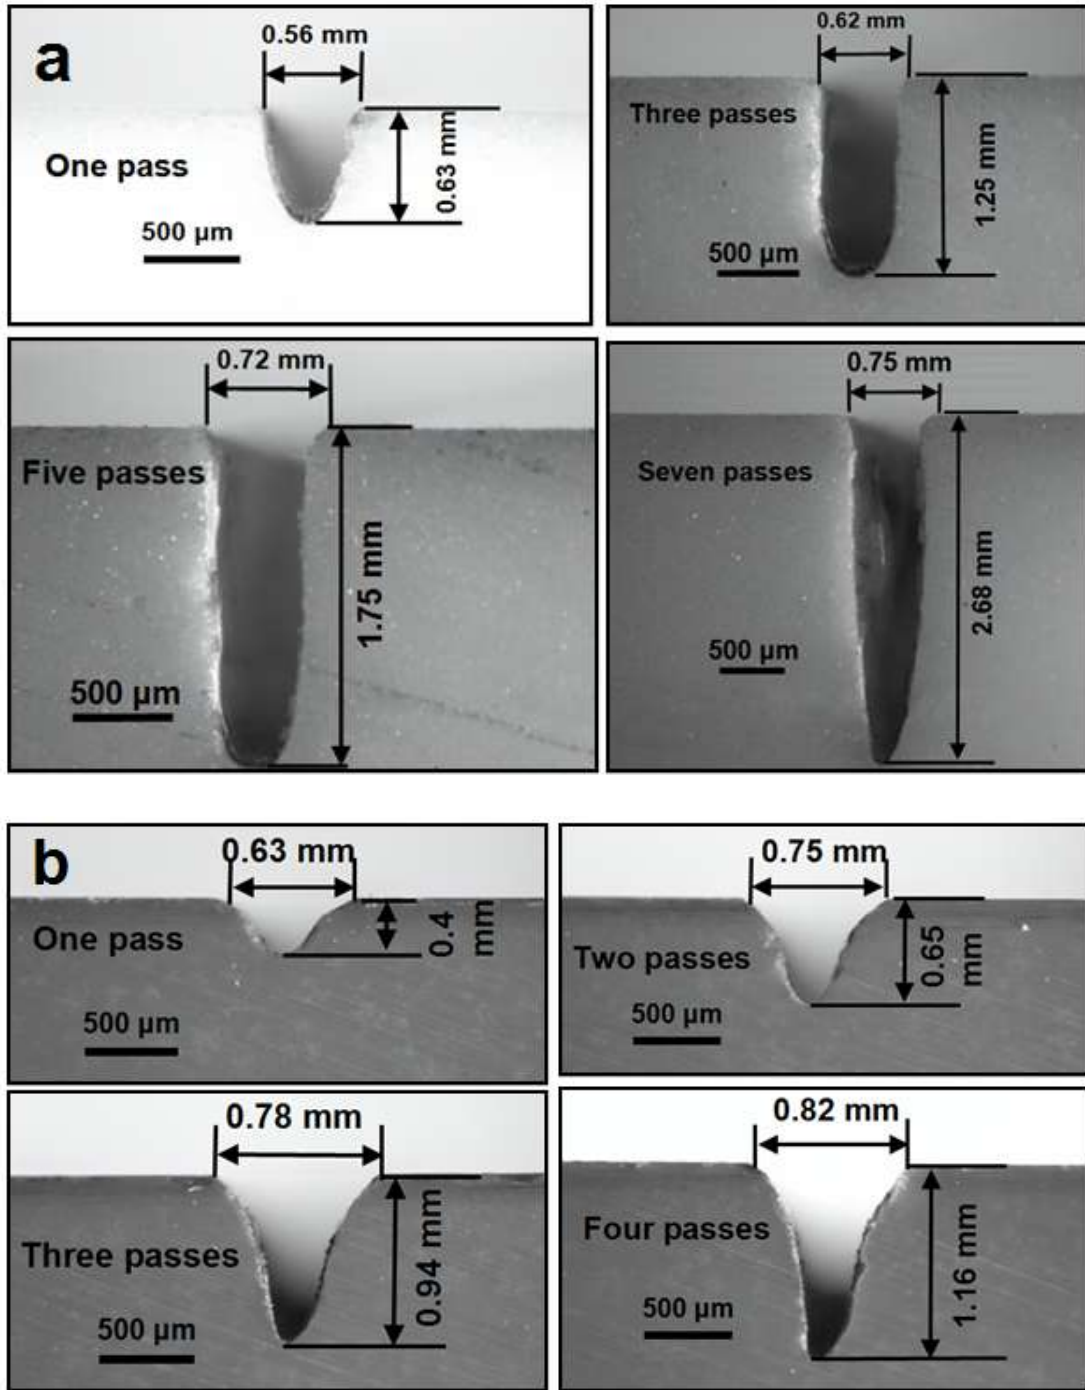 a
0.56 mm
One pass
0.63 mm
500 µm
0.62 mm
Three passes
1.25 mm
500 µm
0.72 mm
Five passes
1.75 mm
500 µm
0.75 mm
Seven passes
2.68 mm
500 µm
b
0.63 mm
One pass
0.4
mm
500 µm
0.75 mm
Two passes
0.65
mm
500 µm
0.78 mm
Three passes
0.94 mm
500 µm
0.82 mm
Four passes
1.16 mm
500 µm